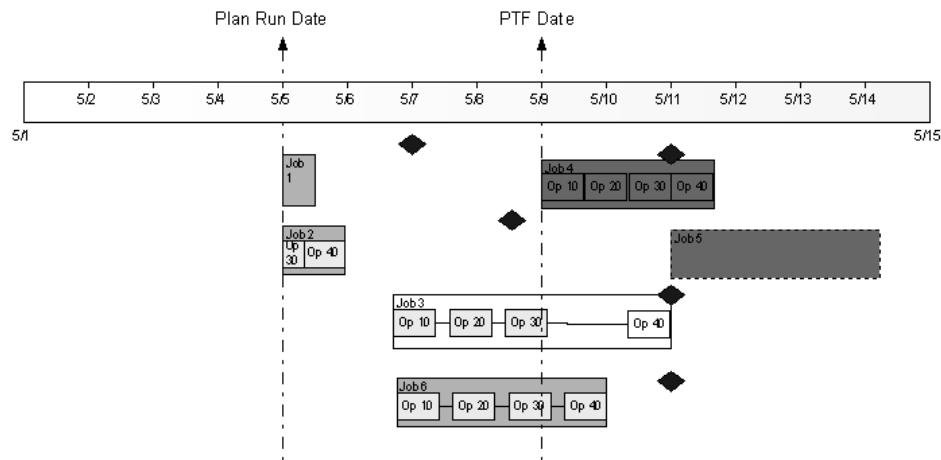 Plan Run Date PTF Date
5/2 5/3 5/4 5/5 5/6 5/7 5/8 5/9 5/10 5/11 5/12 5/13 5/14
5/1 5/15
Job
1
Job 4
Op 10 Op 20 Op 30 Op 40
Job 2
Op
30
Op 40
Job 5
Job 3
Op 10 Op 20 Op 30 Op 40
Job 6
Op 10 Op 20 Op 30 Op 40